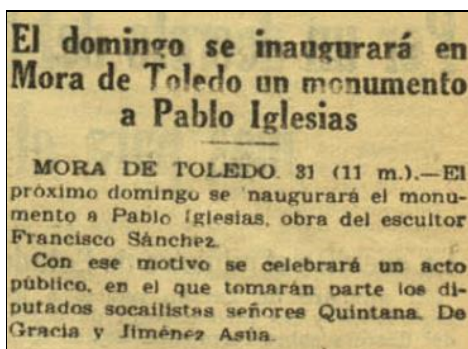 El domingo se inaugurará en
Mora de Toledo un monumento
a Pablo Iglesias
MORA DE TOLEDO. 31 (11 m.).—El
próximo domingo se naugurará el monu-
mento a Pablo Iglesias, obra del escultor
Francisco Sánchez.
Con ese motivo se celebrará un acto
público, en el que tomarán parte los di-
putados socailistas señores Quintana. De
Gracia y Jiménez Asúa.